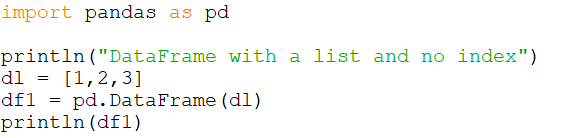 import pandas as pd
println("DataFrame with a list and no index")
dl = [1,2,3]
df1 = pd.DataFrame(dl)
println(df1)